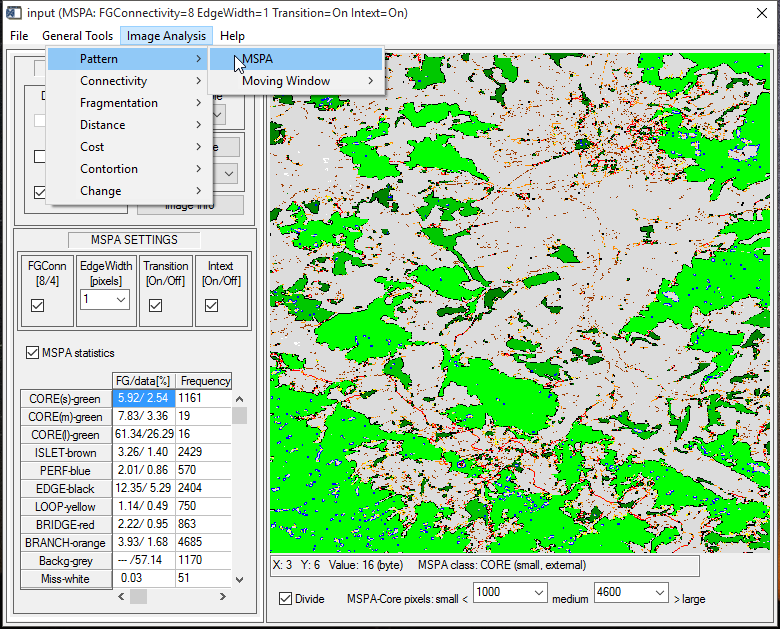 input (MSPA: FGConnectivity=8 EdgeWidth=1 Transition=On Intext=On)
File General Tools Image Analysis Help
Pattern MSPA
Connectivity Moving Window
Fragmentation
Distance
Cost
Contortion
Change
Image Info
MSPA SETTINGS
FGConn EdgeWidth Transition Intext
[8/4] [pixels] [On/Off] [On/Off]
1
MSPA statistics
FG/data[%] Frequency
CORE(s)-green 5.92/ 2.54 1161
CORE(m)-green 7.83/ 3.36 19
CORE(l)-green 61.34/26.29 16
ISLET-brown 3.26/ 1.40 2429
PERF-blue 2.01/ 0.86 570
EDGE-black 12.35/ 5.29 2404
LOOP-yellow 1.14/ 0.49 750
BRIDGE-red 2.22/ 0.95 863
BRANCH-orange 3.93/ 1.68 4685
Backg-grey --- /57.14 1170
Miss-white 0.03 51
X: 3 Y: 6 Value: 16 (byte) MSPA class: CORE (small, external)
Divide MSPA-Core pixels: small < 1000 medium 4600 > large